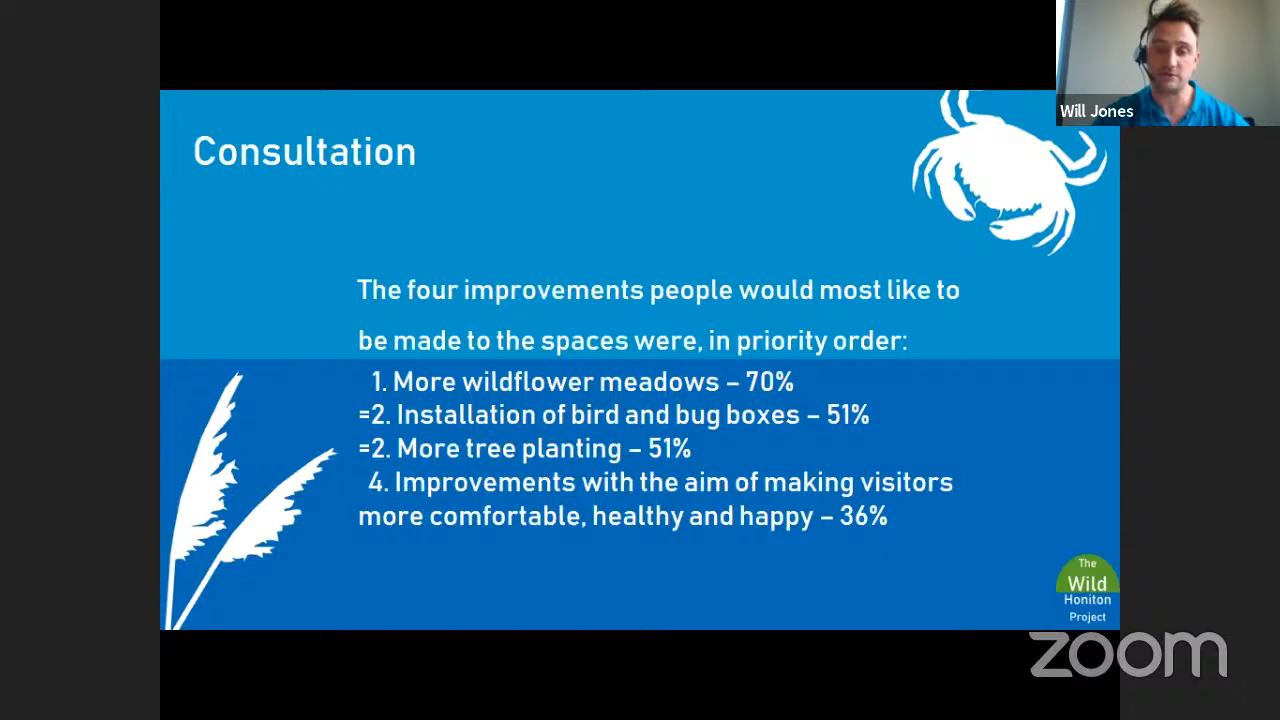 Will Jones
Consultation
The four improvements people would most like to
be made to the spaces were, in priority order:
1. More wildflower meadows – 70%
=2. Installation of bird and bug boxes – 51%
=2. More tree planting – 51%
4. Improvements with the aim of making visitors
more comfortable, healthy and happy – 36%
The
Wild
Honiton
Project
zoom